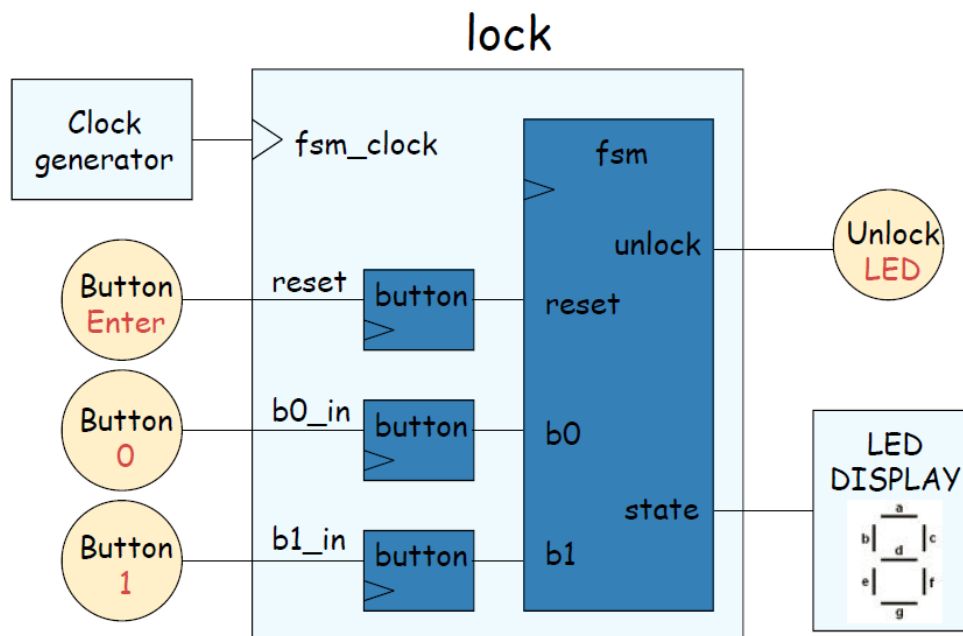 lock
Clock
generator
fsm_clock
fsm
unlock
Unlock
LED
Button
Enter
reset
button
reset
Button
0
b0_in
button
b0
Button
1
b1_in
button
b1
state
LED
DISPLAY
a
b
c
d
e
f
g